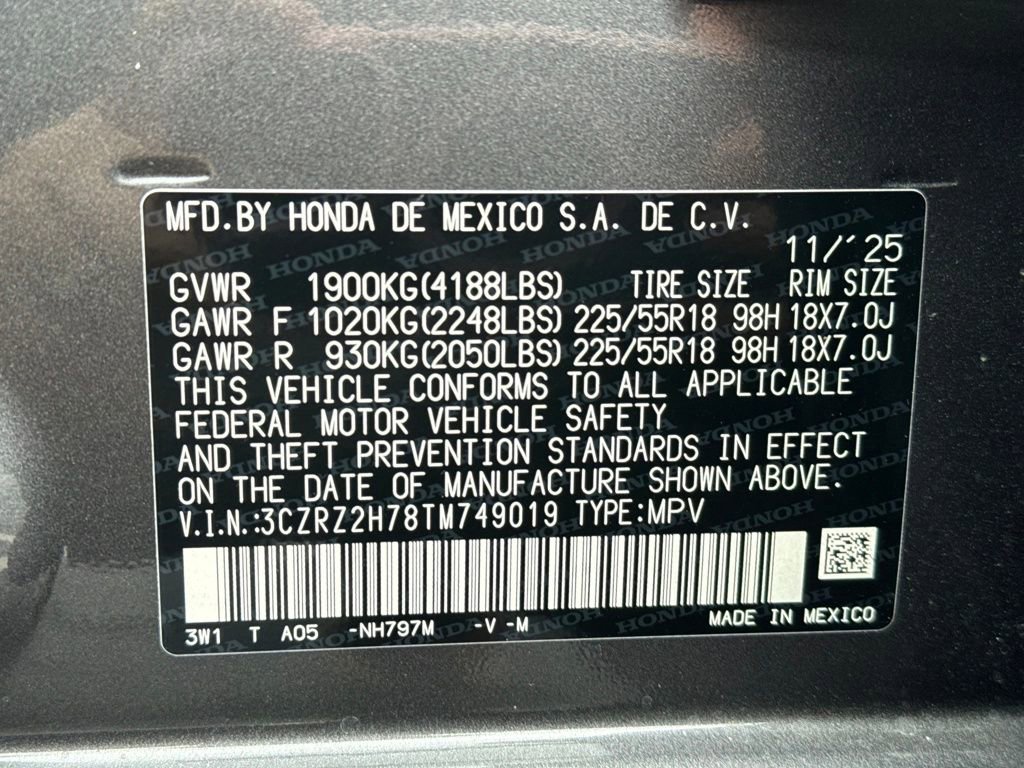 MFD.BY HONDA DE MEXICO S.A. DE C.V.
11/´25
GVWR 1900KG(4188LBS) TIRE SIZE RIM SIZE
GAWR F 1020KG(2248LBS) 225/55R18 98H 18X7.0J
GAWR R 930KG(2050LBS) 225/55R18 98H 18X7.0J
THIS VEHICLE CONFORMS TO ALL APPLICABLE
FEDERAL MOTOR VEHICLE SAFETY
AND THEFT PREVENTION STANDARDS IN EFFECT
ON THE DATE OF MANUFACTURE SHOWN ABOVE.
V.I.N.:3CZRZ2H78TM749019 TYPE:MPV
3W1 T A05 -NH797M -V -M MADE IN MEXICO